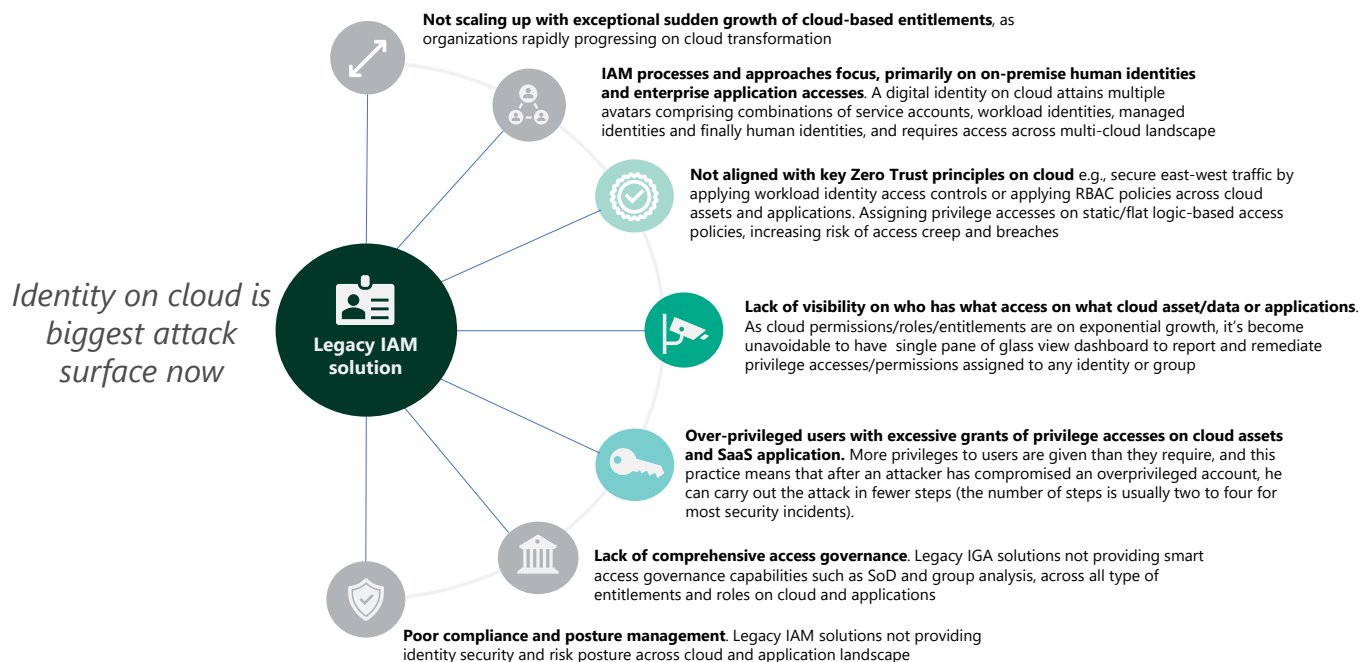 Not scaling up with exceptional sudden growth of cloud-based entitlements, as
organizations rapidly progressing on cloud transformation
IAM processes and approaches focus, primarily on on-premise human identities
and enterprise application accesses. A digital identity on cloud attains multiple
avatars comprising combinations of service accounts, workload identities, managed
identities and finally human identities, and requires access across multi-cloud landscape
Not aligned with key Zero Trust principles on cloud e.g., secure east-west traffic by
applying workload identity access controls or applying RBAC policies across cloud
assets and applications. Assigning privilege accesses on static/flat logic-based access
policies, increasing risk of access creep and breaches
Identity on cloud is
biggest attack
surface now
Legacy IAM
solution
Lack of visibility on who has what access on what cloud asset/data or applications.
As cloud permissions/roles/entitlements are on exponential growth, it's become
unavoidable to have single pane of glass view dashboard to report and remediate
privilege accesses/permissions assigned to any identity or group
Over-privileged users with excessive grants of privilege accesses on cloud assets
and SaaS application. More privileges to users are given than they require, and this
practice means that after an attacker has compromised an overprivileged account, he
can carry out the attack in fewer steps (the number of steps is usually two to four for
most security incidents).
Lack of comprehensive access governance. Legacy IGA solutions not providing smart
access governance capabilities such as SoD and group analysis, across all type of
entitlements and roles on cloud and applications
Poor compliance and posture management. Legacy IAM solutions not providing
identity security and risk posture across cloud and application landscape